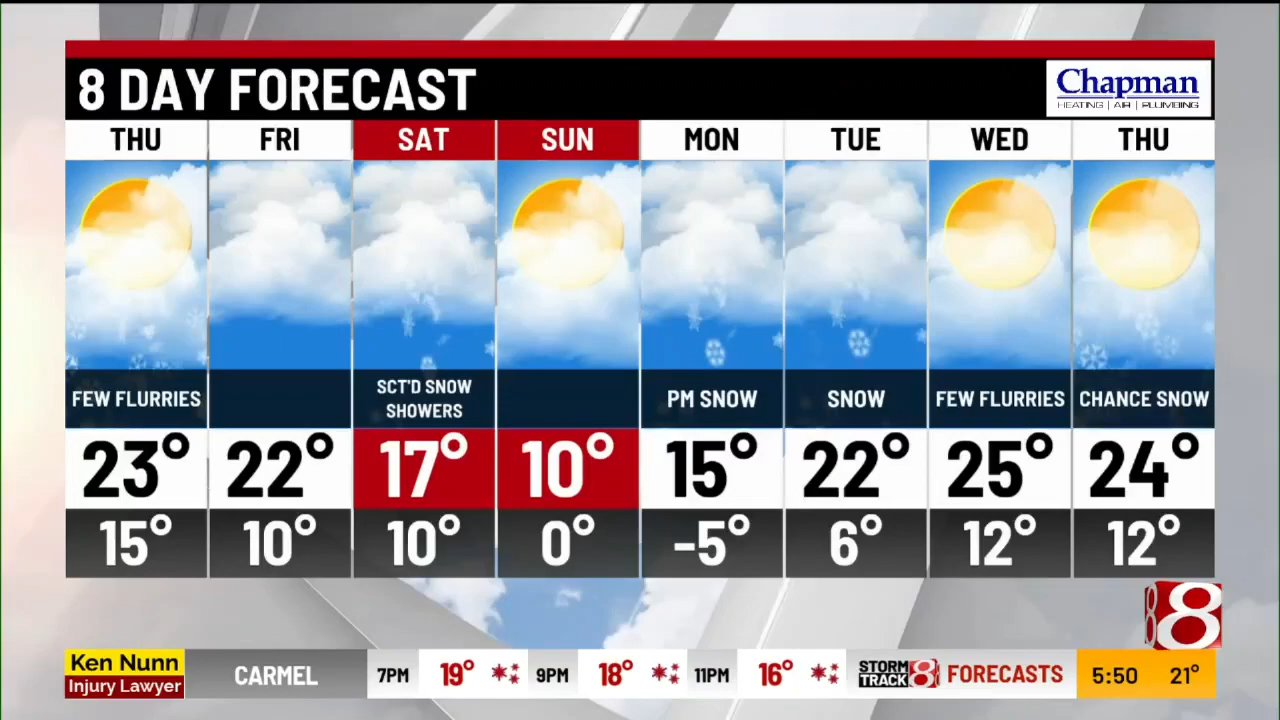 8 DAY FORECAST
Chapman
HEATING | AIR | PLUMBING
THU FRI SAT SUN MON TUE WED THU
FEW FLURRIES SCT'D SNOW SHOWERS PM SNOW SNOW FEW FLURRIES CHANCE SNOW
23° 22° 17° 10° 15° 22° 25° 24°
15° 10° 10° 0° -5° 6° 12° 12°
8
Ken Nunn
Injury Lawyer
CARMEL 7PM 19° 9PM 18° 11PM 16° STORM TRACK 8 FORECASTS 5:50 21°